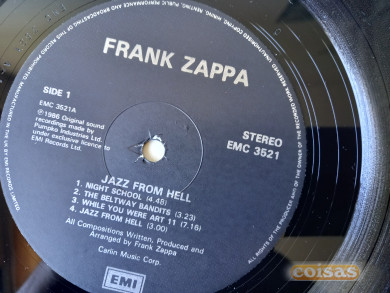 FRANK ZAPPA
SIDE 1
EMC 3521A
℗ 1986 Original sound
recordings made by
Pumpko Industries Ltd
under exclusive licence to
EMI Records Ltd.
STEREO
EMC 3521
JAZZ FROM HELL
1. NIGHT SCHOOL (4.48)
2. THE BELTWAY BANDITS (3.23)
3. WHILE YOU WERE ART 11 (7.16)
4. JAZZ FROM HELL (3.00)
All Compositions Written, Produced and
Arranged by Frank Zappa
Carlin Music Corp.
EMI
coisas